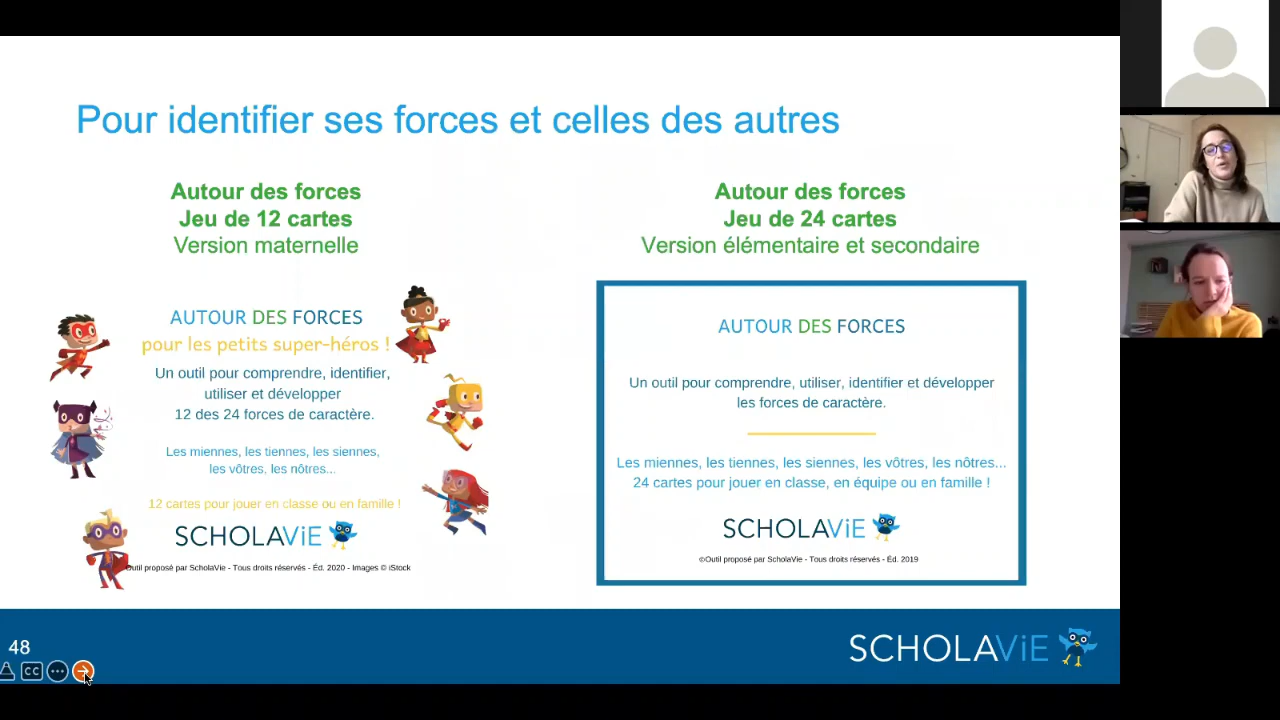 Pour identifier ses forces et celles des autres
Autour des forces
Jeu de 12 cartes
Version maternelle
AUTOUR DES FORCES
pour les petits super-héros !
Un outil pour comprendre, identifier,
utiliser et développer
12 des 24 forces de caractère.
Les miennes, les tiennes, les siennes,
les vôtres, les nôtres...
12 cartes pour jouer en classe ou en famille !
SCHOLAViE
Outil proposé par ScholaVie - Tous droits réservés - Éd. 2020 - Images © iStock
Autour des forces
Jeu de 24 cartes
Version élémentaire et secondaire
AUTOUR DES FORCES
Un outil pour comprendre, utiliser, identifier et développer
les forces de caractère.
Les miennes, les tiennes, les siennes, les vôtres, les nôtres...
24 cartes pour jouer en classe, en équipe ou en famille !
SCHOLAViE
©Outil proposé par ScholaVie - Tous droits réservés - Éd. 2019
48
CC
SCHOLAViE